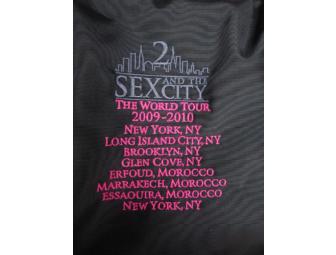 2
SEX AND THE CITY
THE WORLD TOUR
2009-2010
NEW YORK, NY
LONG ISLAND CITY, NY
BROOKLYN, NY
GLEN COVE, NY
ERFOUD, MOROCCO
MARRAKECH, MOROCCO
ESSAOUIRA, MOROCCO
NEW YORK, NY